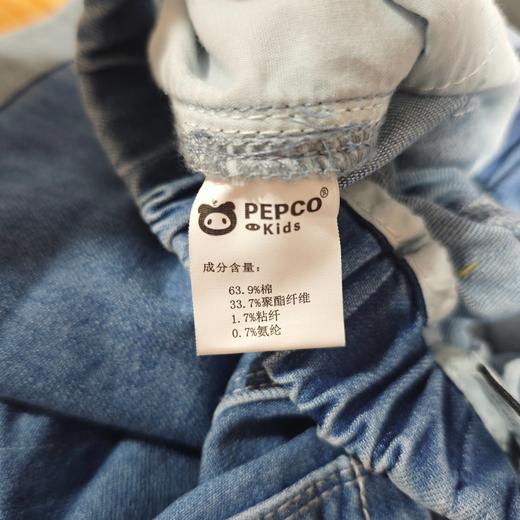 PEPCO®
Kids
成分含量：
63.9%棉
33.7%聚酯纤维
1.7%粘纤
0.7%氨纶